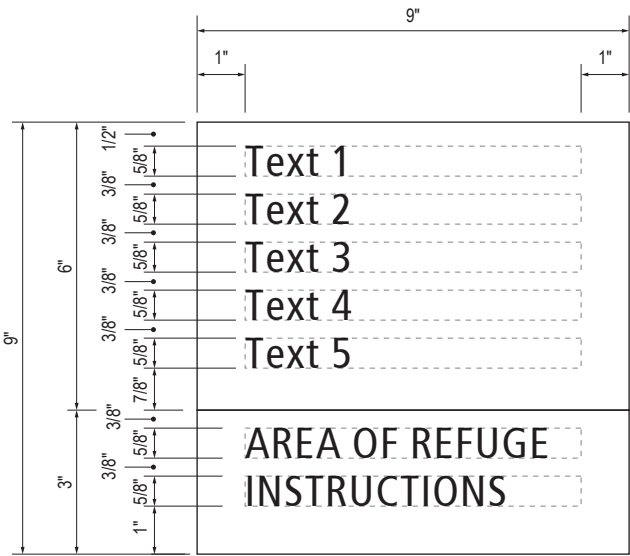 9"
1" 1"
1/2"
5/8" Text 1
3/8"
5/8" Text 2
3/8"
5/8" Text 3
3/8"
5/8" Text 4
3/8"
5/8" Text 5
7/8"
6"
9"
3/8"
5/8" AREA OF REFUGE
3/8"
5/8" INSTRUCTIONS
1"
3"